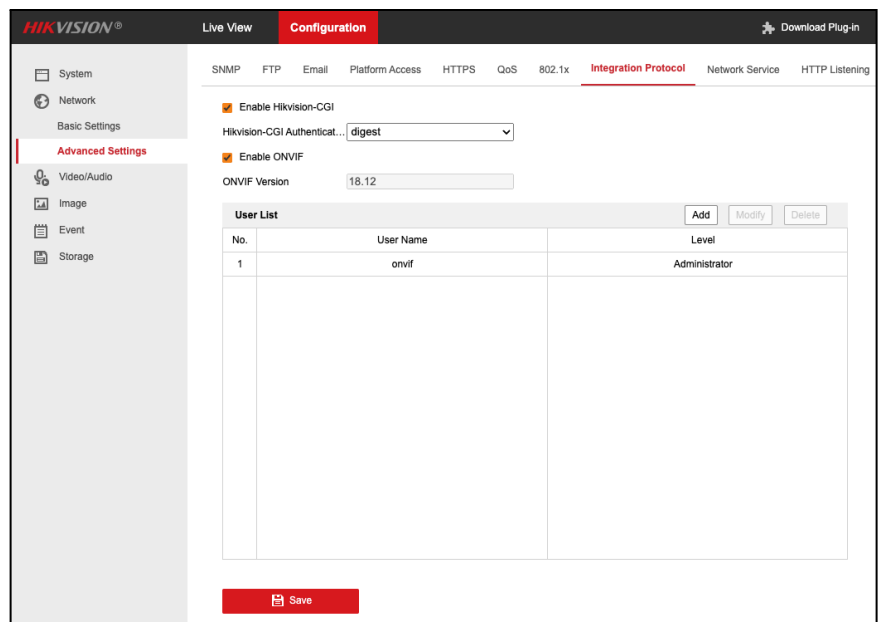 HIKVISION®
Live View
Configuration
Download Plug-in
System
Network
Basic Settings
Advanced Settings
Video/Audio
Image
Event
Storage
SNMP FTP Email Platform Access HTTPS QoS 802.1x Integration Protocol Network Service HTTP Listening
Enable Hikvision-CGI
Hikvision-CGI Authenticat... digest
Enable ONVIF
ONVIF Version 18.12
User List Add Modify Delete
No. User Name Level
1 onvif Administrator
Save